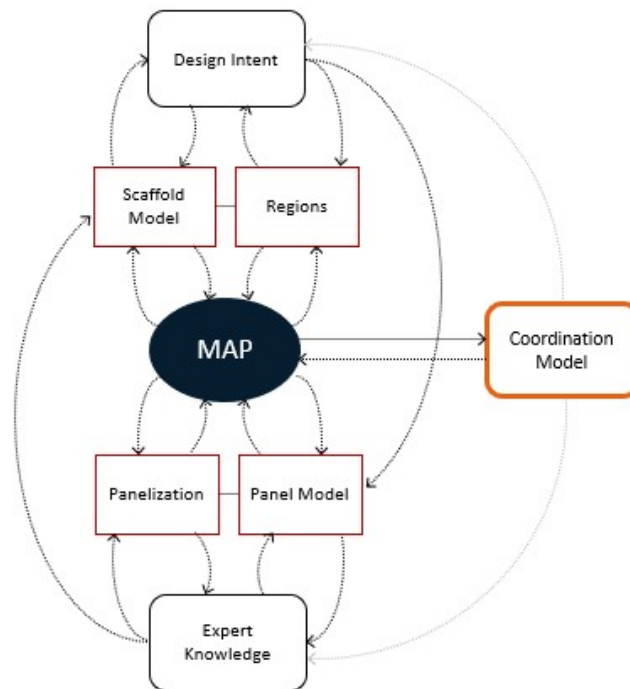 Design Intent
Scaffold
Model
Regions
MAP
Coordination
Model
Panelization
Panel Model
Expert
Knowledge